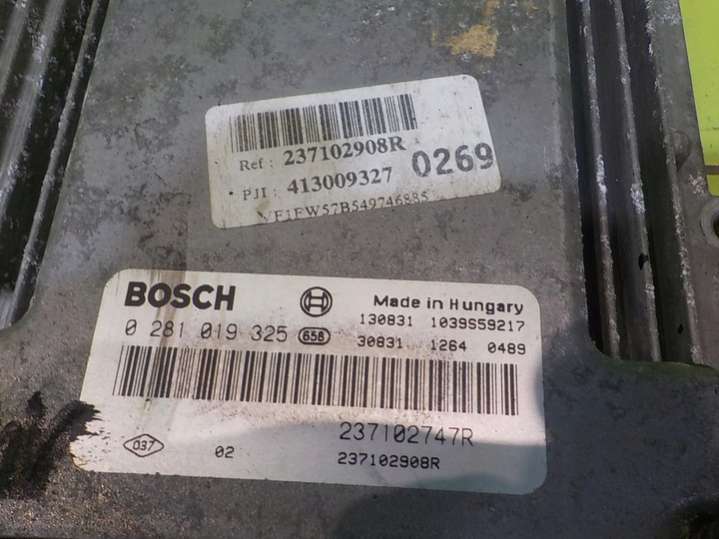 Ref : 237102908R
0269
PJI : 413009327
VF1FW57B549746885
BOSCH
Made in Hungary
0 281 019 325 658
130831 1039S59217
30831 1264 0489
237102747R
037 02 237102908R